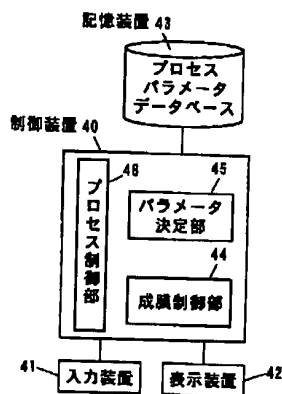 記憶装置 43
プロセス
パラメータ
データベース
制御装置 40
46
プロセス制御部
45
パラメータ
決定部
44
成膜制御部
41
入力装置
表示装置
42